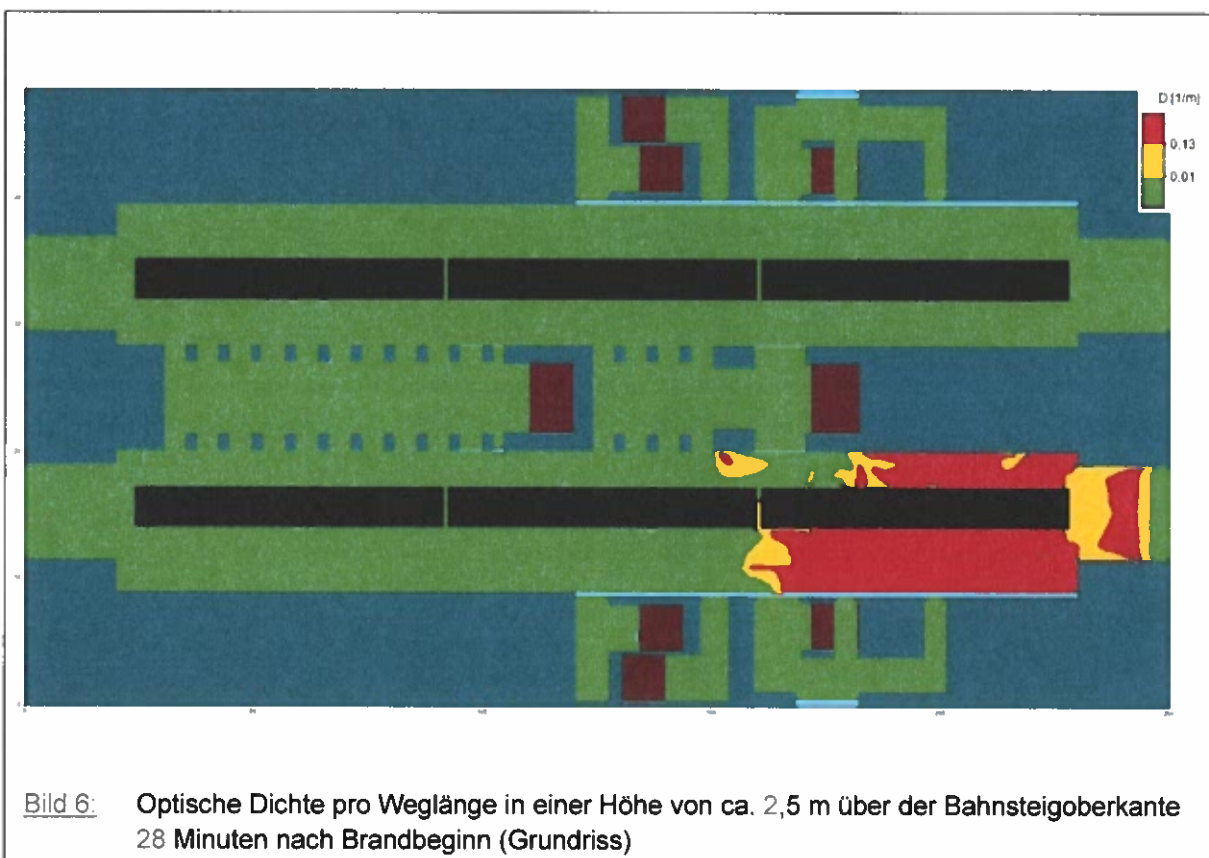 D [1/m]
0,13
0.01
Bild 6: Optische Dichte pro Weglänge in einer Höhe von ca. 2,5 m über der Bahnsteigoberkante
28 Minuten nach Brandbeginn (Grundriss)